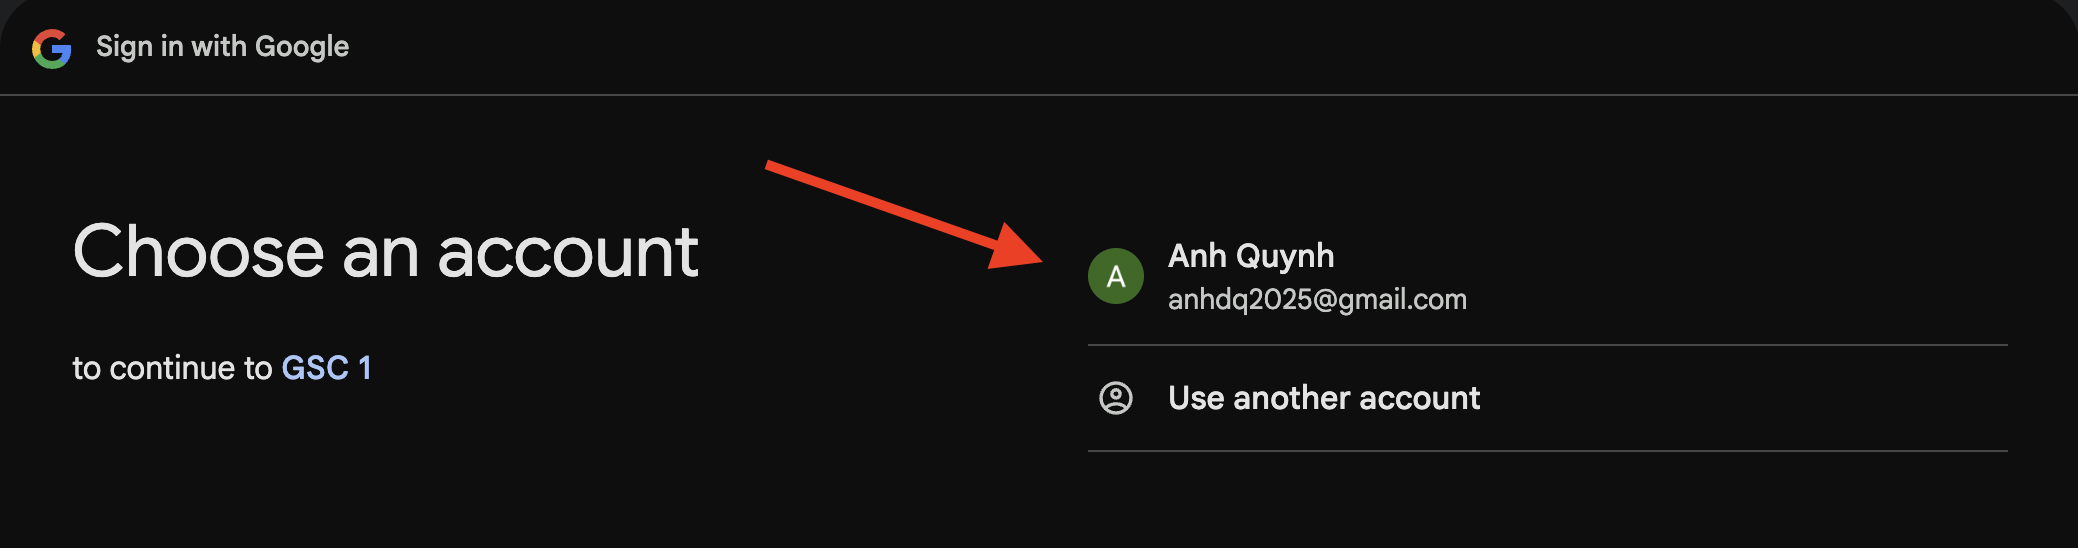 Sign in with Google
Choose an account
to continue to GSC 1
A
Anh Quynh
anhdq2025@gmail.com
Use another account